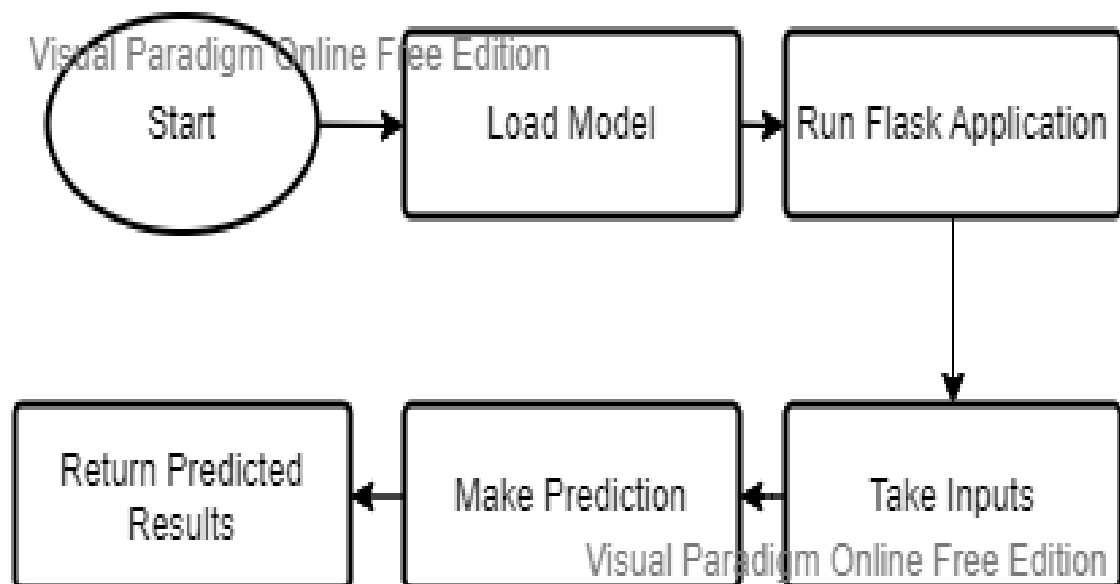 Visual Paradigm Online Free Edition
Start
Load Model
Run Flask Application
Return Predicted
Results
Make Prediction
Take Inputs
Visual Paradigm Online Free Edition